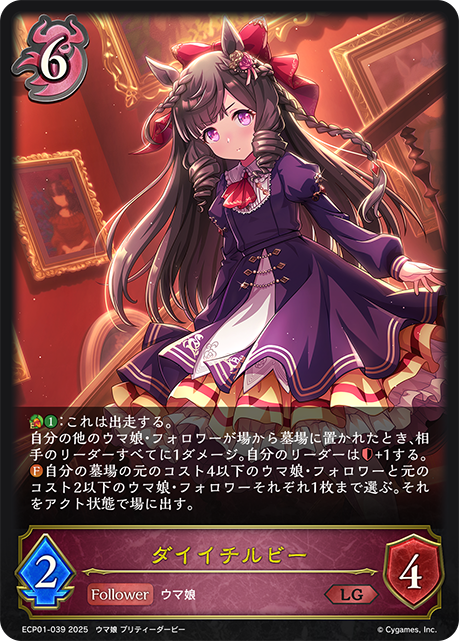 6
1:これは出走する。
自分の他のウマ娘・フォロワーが場から墓場に置かれたとき、相
手のリーダーすべてに1ダメージ。自分のリーダーは+1する。
F 自分の墓場の元のコスト4以下のウマ娘・フォロワーと元の
コスト2以下のウマ娘・フォロワーそれぞれ1枚まで選ぶ。それ
をアクト状態で場に出す。
ダイイチルビー
2
Follower ウマ娘
LG
4
ECP01-039 2025 ウマ娘 プリティーダービー
© Cygames, Inc.